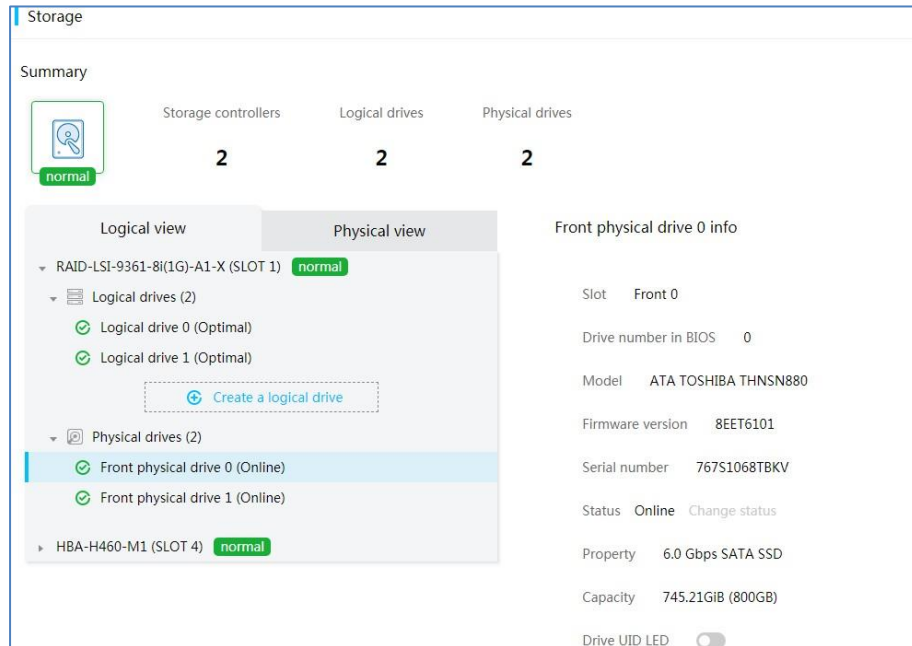 Storage
Summary
Storage controllers
2
Logical drives
2
Physical drives
2
normal
Logical view
Physical view
RAID-LSI-9361-8i(1G)-A1-X (SLOT 1) normal
Logical drives (2)
Logical drive 0 (Optimal)
Logical drive 1 (Optimal)
Create a logical drive
Physical drives (2)
Front physical drive 0 (Online)
Front physical drive 1 (Online)
HBA-H460-M1 (SLOT 4) normal
Front physical drive 0 info
Slot Front 0
Drive number in BIOS 0
Model ATA TOSHIBA THNSN880
Firmware version 8EET6101
Serial number 767S1068TBKV
Status Online Change status
Property 6.0 Gbps SATA SSD
Capacity 745.21GiB (800GB)
Drive UID LED